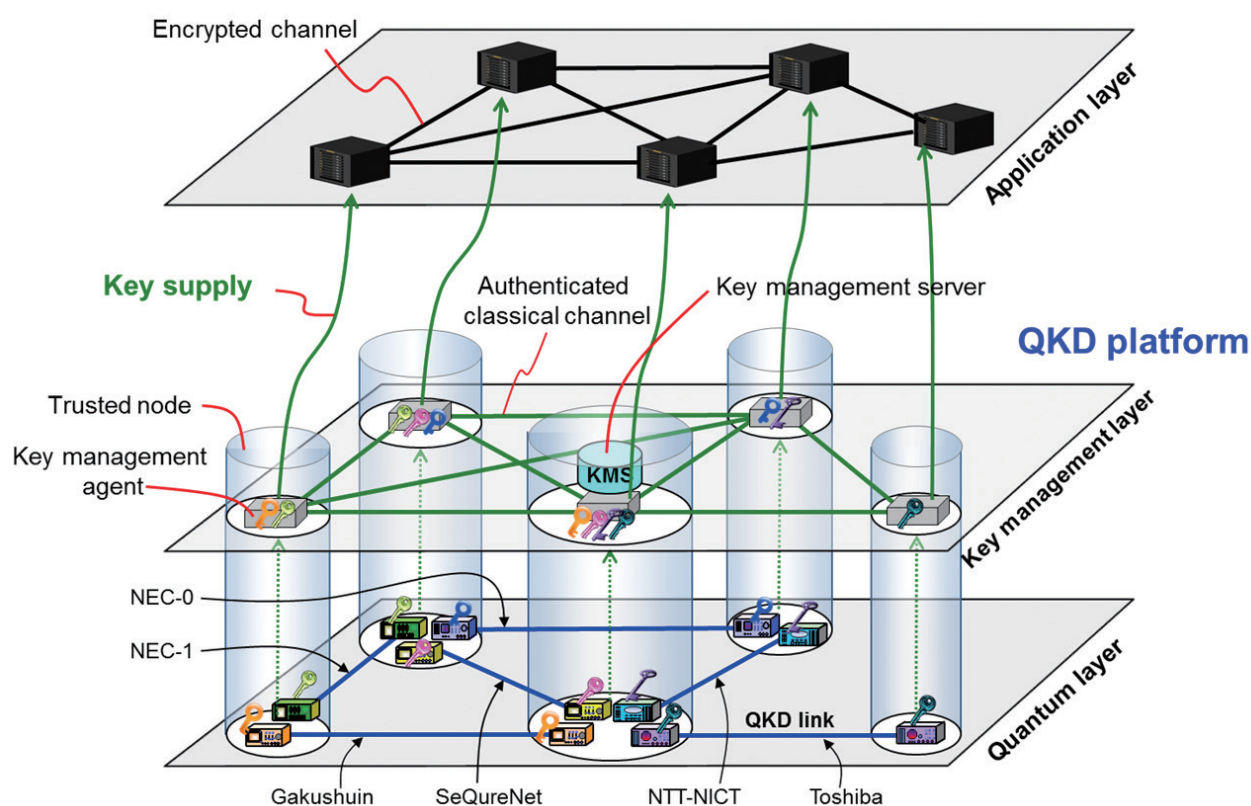 Encrypted channel
Application layer
Key supply
Authenticated
classical channel
Key management server
QKD platform
Trusted node
Key management
agent
KMS
Key management layer
NEC-0
NEC-1
QKD link
Quantum layer
Gakushuin
SeQureNet
NTT-NICT
Toshiba